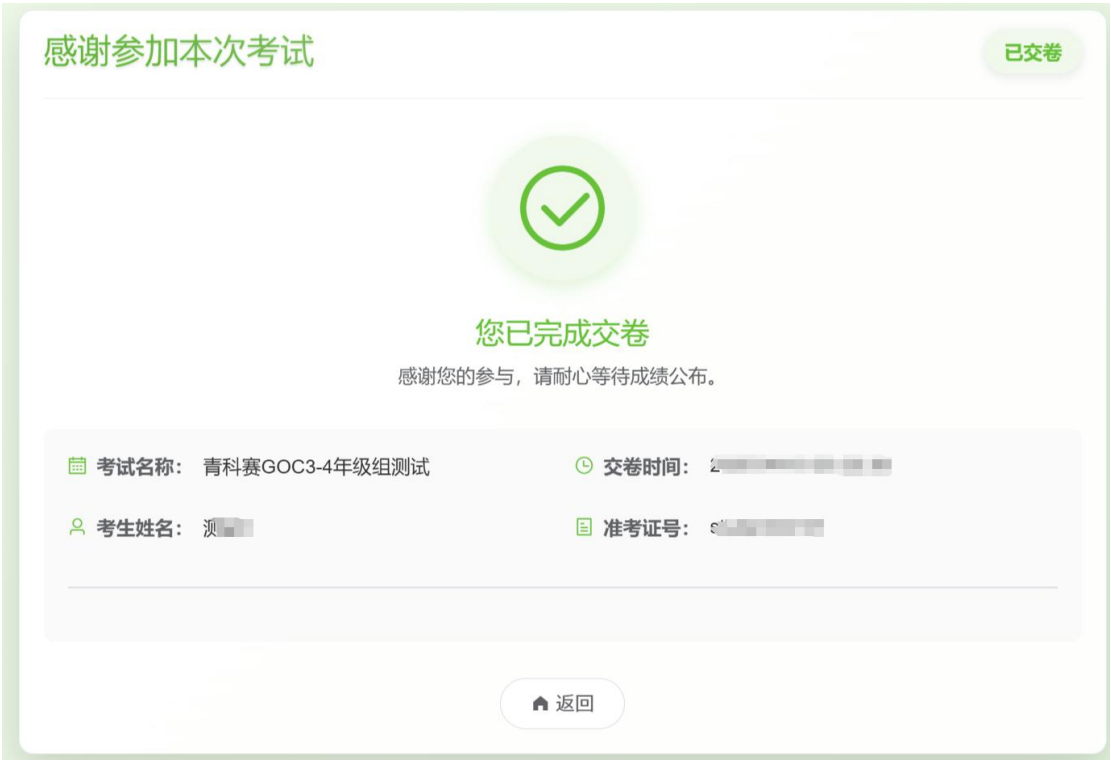 感谢参加本次考试
已交卷
您已完成交卷
感谢您的参与，请耐心等待成绩公布。
考试名称： 青科赛GOC3-4年级组测试
交卷时间：
考生姓名： 测
准考证号：
返回